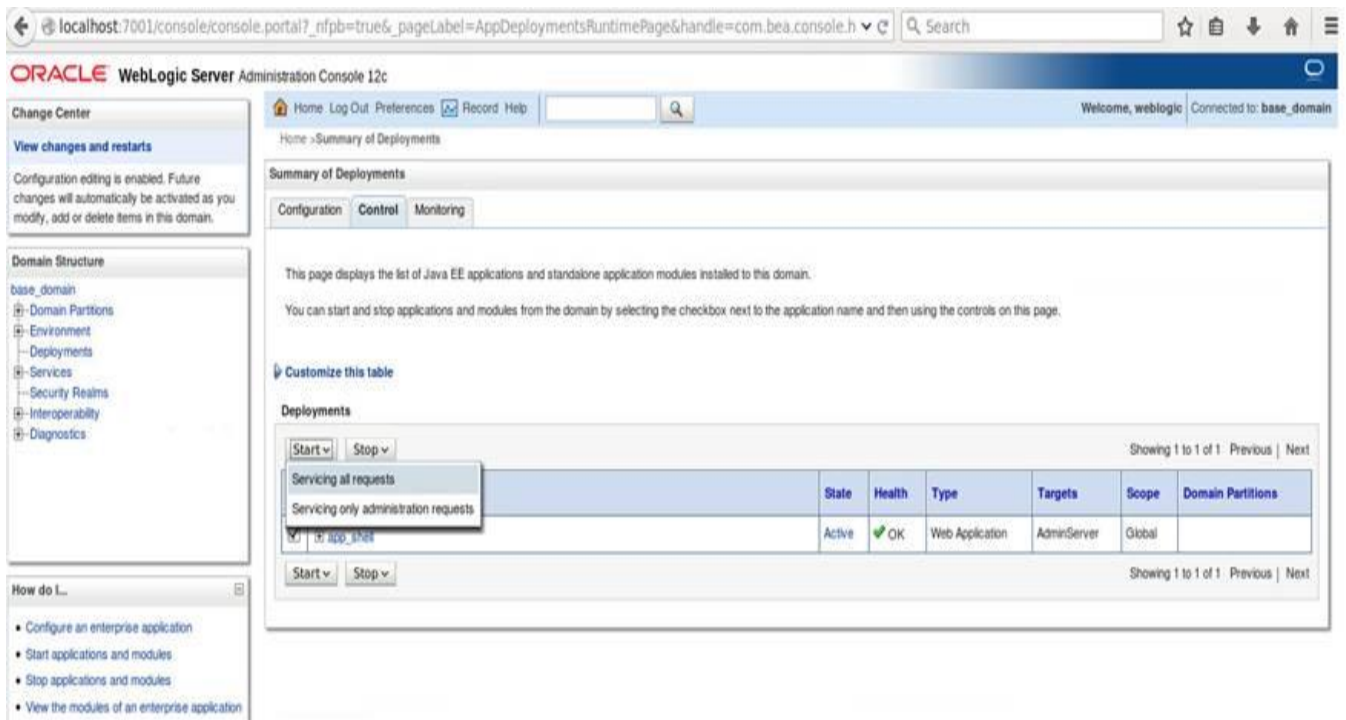 localhost:7001/console/console.portal?_nfpb=true&_pageLabel=AppDeploymentsRuntimePage&handle=com.bea.console.h
Search
ORACLE WebLogic Server Administration Console 12c
Change Center
View changes and restarts
Configuration editing is enabled. Future
changes will automatically be activated as you
modify, add or delete items in this domain.
Domain Structure
base_domain
Domain Partitions
Environment
Deployments
Services
Security Realms
Interoperability
Diagnostics
How do I...
Configure an enterprise application
Start applications and modules
Stop applications and modules
View the modules of an enterprise application
Home Log Out Preferences Record Help
Welcome, weblogic Connected to: base_domain
Home >Summary of Deployments
Summary of Deployments
Configuration Control Monitoring
This page displays the list of Java EE applications and standalone application modules installed to this domain.
You can start and stop applications and modules from the domain by selecting the checkbox next to the application name and then using the controls on this page.
Customize this table
Deployments
Start Stop Showing 1 to 1 of 1 Previous | Next
Servicing all requests
Servicing only administration requests
State Health Type Targets Scope Domain Partitions
app_shell Active OK Web Application AdminServer Global
Start Stop Showing 1 to 1 of 1 Previous | Next